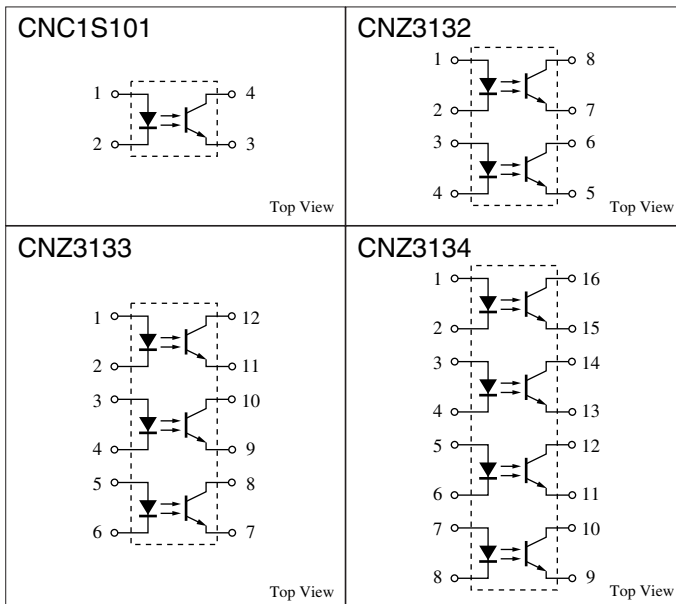 CNC1S101
1 4
2 3
Top View
CNZ3132
1 8
2 7
3 6
4 5
Top View
CNZ3133
1 12
2 11
3 10
4 9
5 8
6 7
Top View
CNZ3134
1 16
2 15
3 14
4 13
5 12
6 11
7 10
8 9
Top View